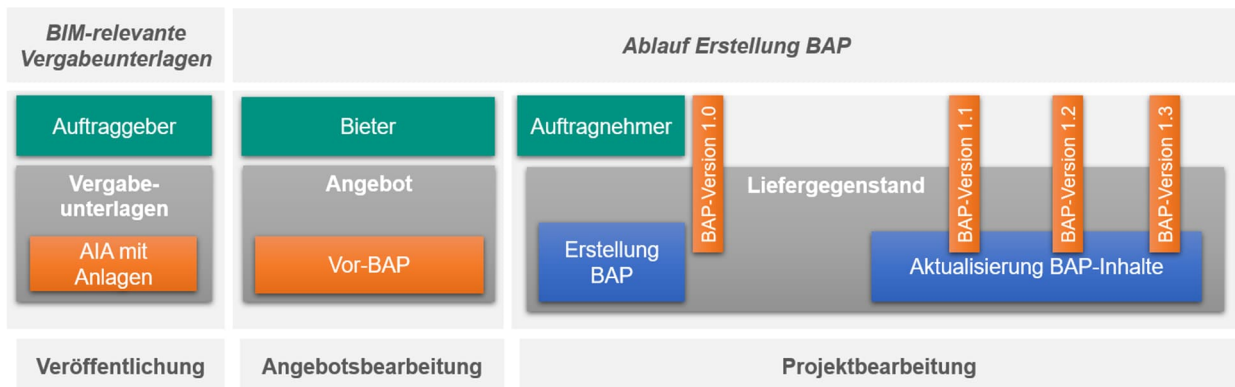 BIM-relevante
Vergabeunterlagen
Ablauf Erstellung BAP
Auftraggeber
Bieter
Auftragnehmer
BAP-Version 1.0
BAP-Version 1.1
BAP-Version 1.2
BAP-Version 1.3
Vergabe-
unterlagen
Angebot
Liefergegenstand
AIA mit
Anlagen
Vor-BAP
Erstellung
BAP
Aktualisierung BAP-Inhalte
Veröffentlichung
Angebotsbearbeitung
Projektbearbeitung